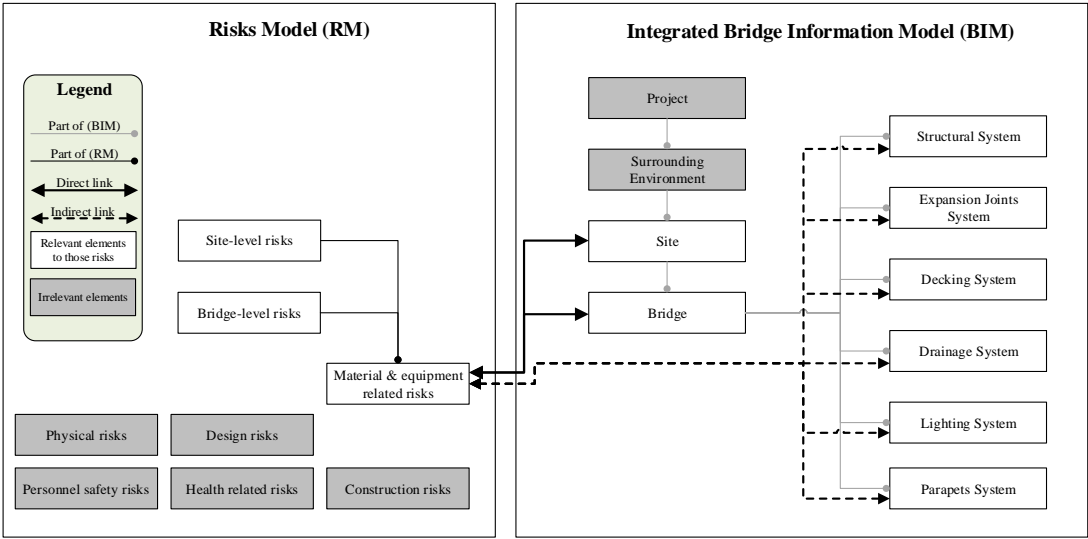 Risks Model (RM)
Legend
Part of (BIM)
Part of (RM)
Direct link
Indirect link
Relevant elements
to those risks
Irrelevant elements
Site-level risks
Bridge-level risks
Material & equipment
related risks
Physical risks
Design risks
Personnel safety risks
Health related risks
Construction risks
Integrated Bridge Information Model (BIM)
Project
Surrounding
Environment
Site
Bridge
Structural System
Expansion Joints
System
Decking System
Drainage System
Lighting System
Parapets System